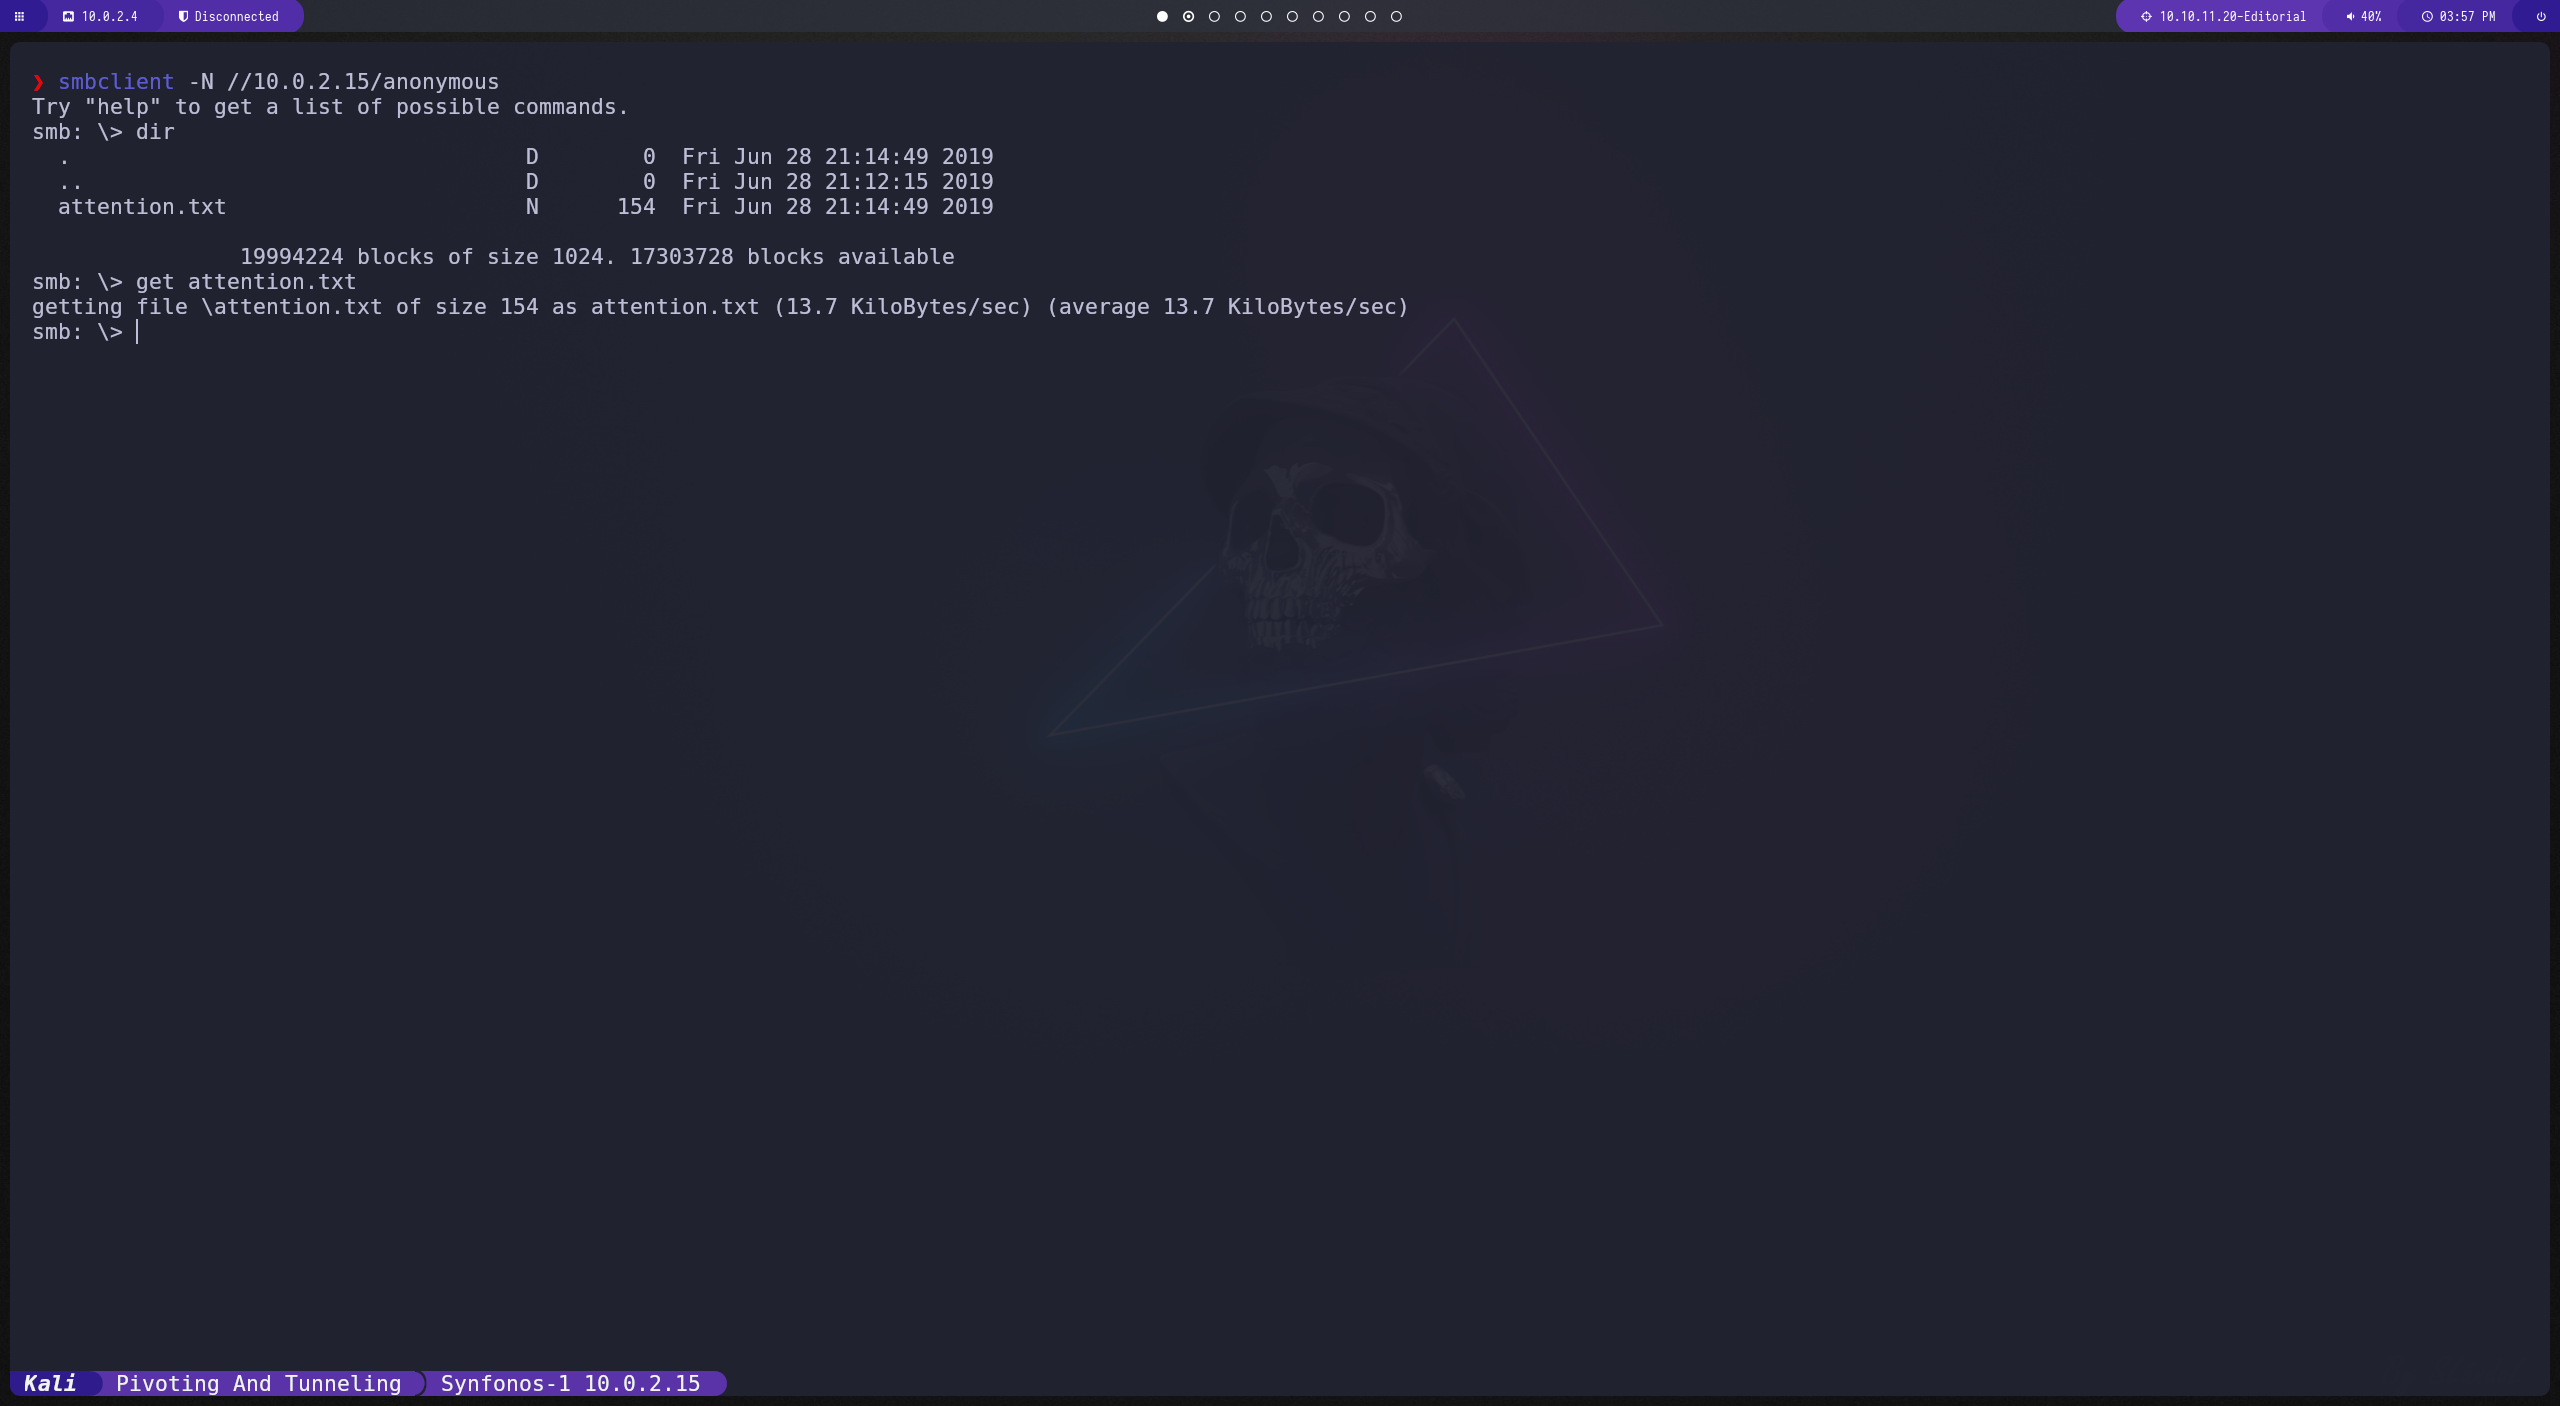 10.0.2.4 Disconnected 10.10.11.20-Editorial 40% 03:57 PM
❯ smbclient -N //10.0.2.15/anonymous
Try "help" to get a list of possible commands.
smb: \> dir
  .                                   D        0  Fri Jun 28 21:14:49 2019
  ..                                  D        0  Fri Jun 28 21:12:15 2019
  attention.txt                       N      154  Fri Jun 28 21:14:49 2019
                19994224 blocks of size 1024. 17303728 blocks available
smb: \> get attention.txt
getting file \attention.txt of size 154 as attention.txt (13.7 KiloBytes/sec) (average 13.7 KiloBytes/sec)
smb: \>
Kali Pivoting And Tunneling Synfonos-1 10.0.2.15